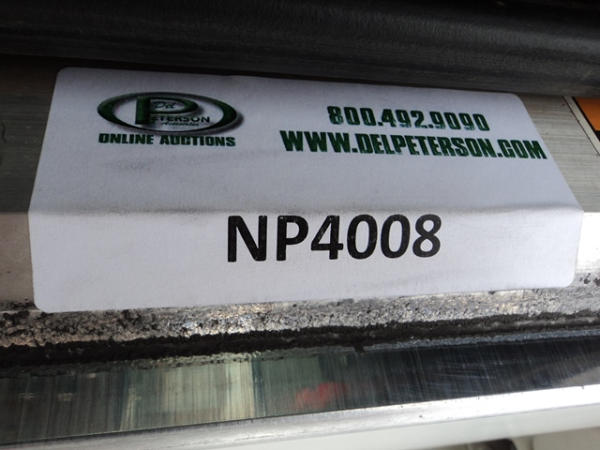 Del
PETERSON
ONLINE AUCTIONS
800.492.9090
WWW.DELPETERSON.COM
NP4008